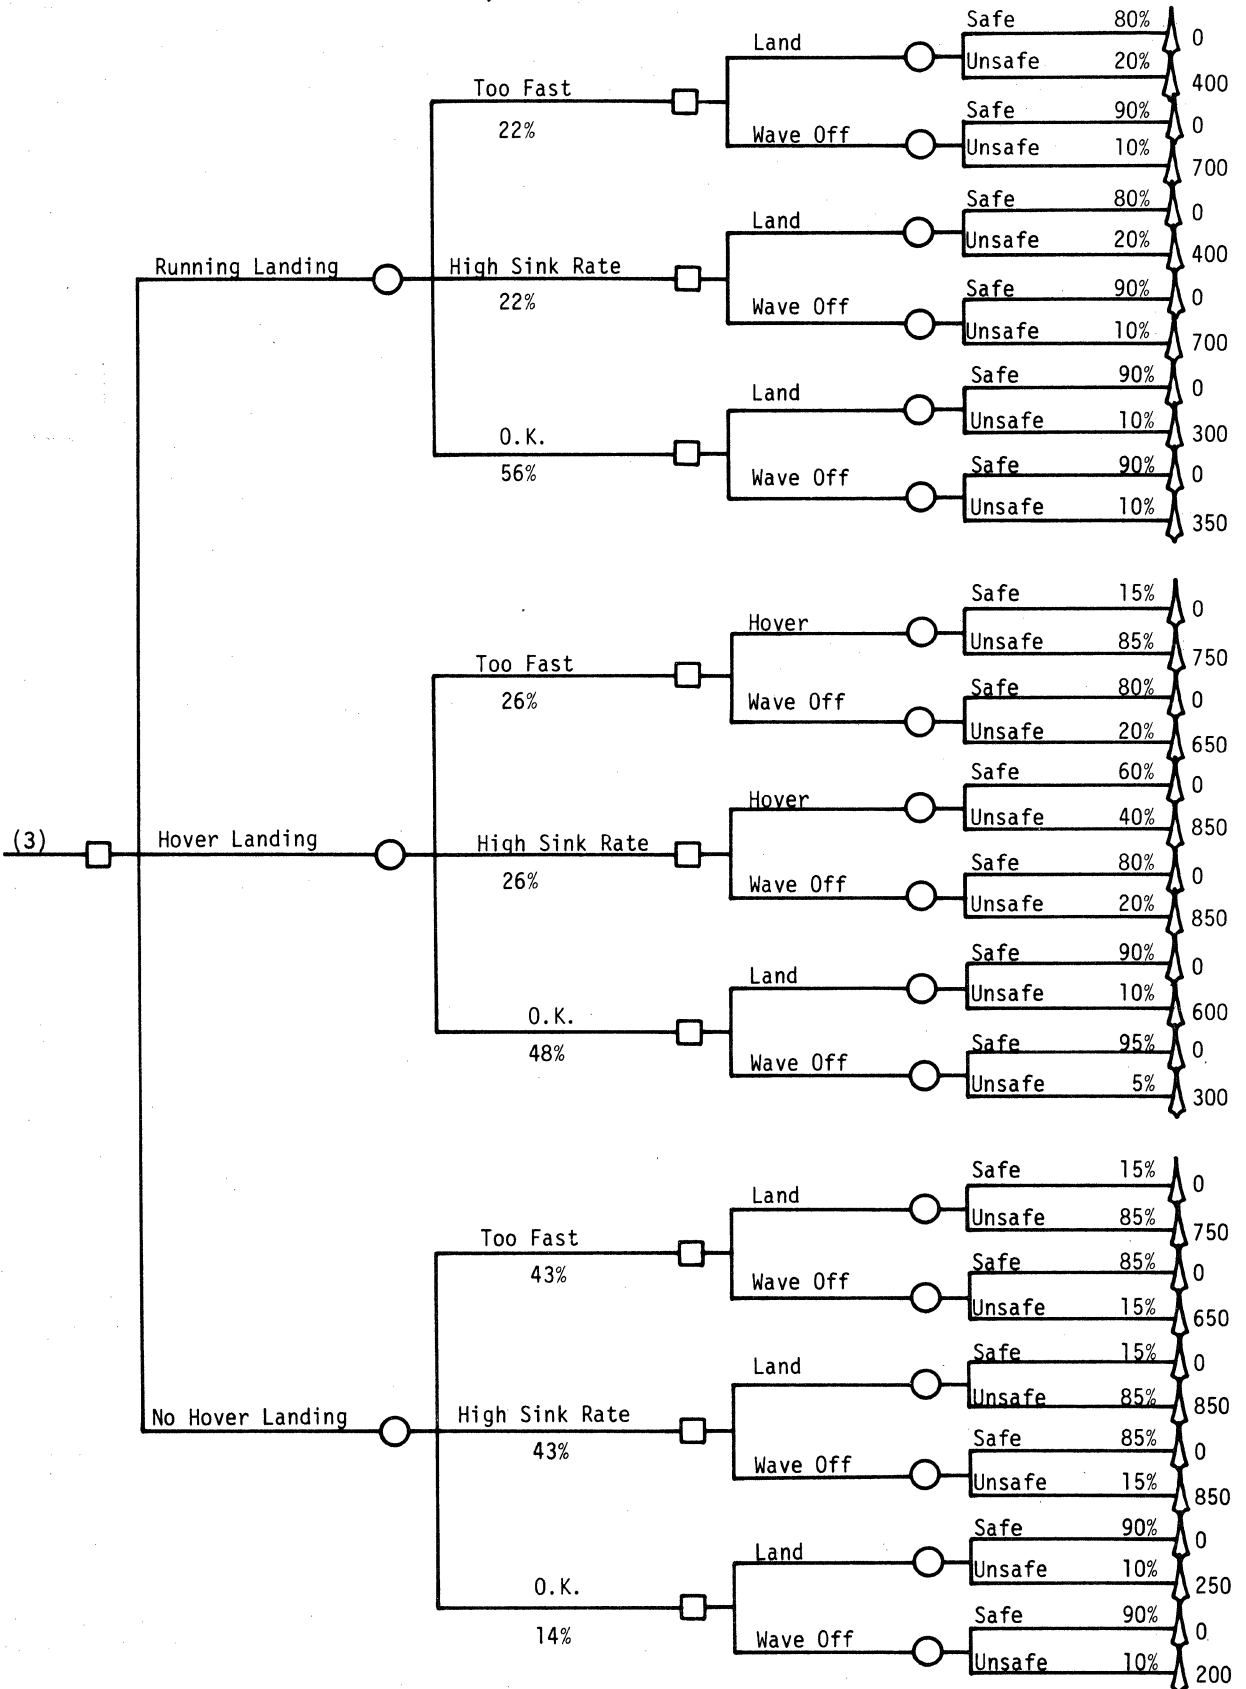 Safe 80% 0
Land
Unsafe 20% 400
Too Fast
22%
Safe 90% 0
Wave Off
Unsafe 10% 700
Safe 80% 0
Land
Unsafe 20% 400
Running Landing
High Sink Rate
22%
Safe 90% 0
Wave Off
Unsafe 10% 700
Safe 90% 0
Land
Unsafe 10% 300
O.K.
56%
Safe 90% 0
Wave Off
Unsafe 10% 350
Safe 15% 0
Hover
Unsafe 85% 750
Too Fast
26%
Safe 80% 0
Wave Off
Unsafe 20% 650
Safe 60% 0
Hover
Unsafe 40% 850
(3)
Hover Landing
High Sink Rate
26%
Safe 80% 0
Wave Off
Unsafe 20% 850
Safe 90% 0
Land
Unsafe 10% 600
O.K.
48%
Safe 95% 0
Wave Off
Unsafe 5% 300
Safe 15% 0
Land
Unsafe 85% 750
Too Fast
43%
Safe 85% 0
Wave Off
Unsafe 15% 650
Safe 15% 0
Land
Unsafe 85% 850
No Hover Landing
High Sink Rate
43%
Safe 85% 0
Wave Off
Unsafe 15% 850
Safe 90% 0
Land
Unsafe 10% 250
O.K.
14%
Safe 90% 0
Wave Off
Unsafe 10% 200